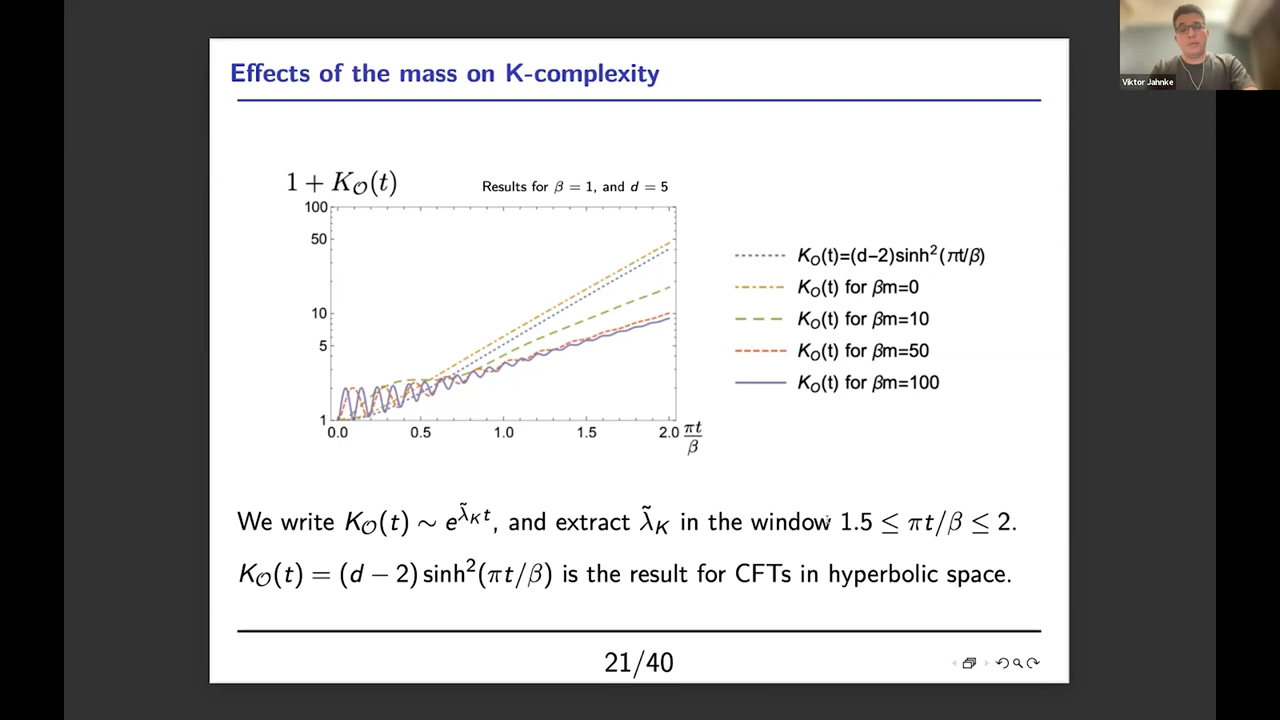 Viktor Jahnke
Effects of the mass on K-complexity
1 + K_𝒪(t)
Results for β = 1, and d = 5
100
50
10
5
1
0.0 0.5 1.0 1.5 2.0 πt/β
K_O(t)=(d−2)sinh²(πt/β)
K_O(t) for βm=0
K_O(t) for βm=10
K_O(t) for βm=50
K_O(t) for βm=100
We write K_𝒪(t) ∼ e^{λ̃_K t}, and extract λ̃_K in the window 1.5 ≤ πt/β ≤ 2.
K_𝒪(t) = (d − 2) sinh²(πt/β) is the result for CFTs in hyperbolic space.
21/40